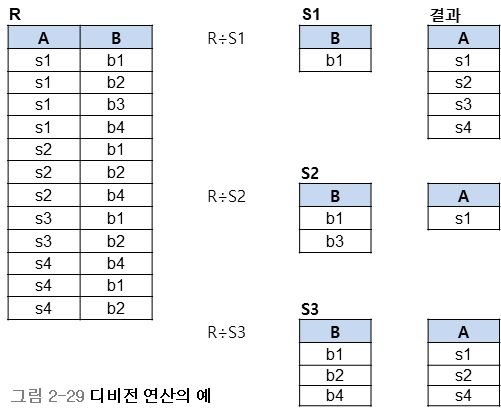 R
A B
s1 b1
s1 b2
s1 b3
s1 b4
s2 b1
s2 b2
s2 b4
s3 b1
s3 b2
s4 b4
s4 b1
s4 b2
R÷S1
S1
B
b1
결과
A
s1
s2
s3
s4
R÷S2
S2
B
b1
b3
A
s1
R÷S3
S3
B
b1
b2
b4
A
s1
s2
s4
그림 2-29 디비전 연산의 예